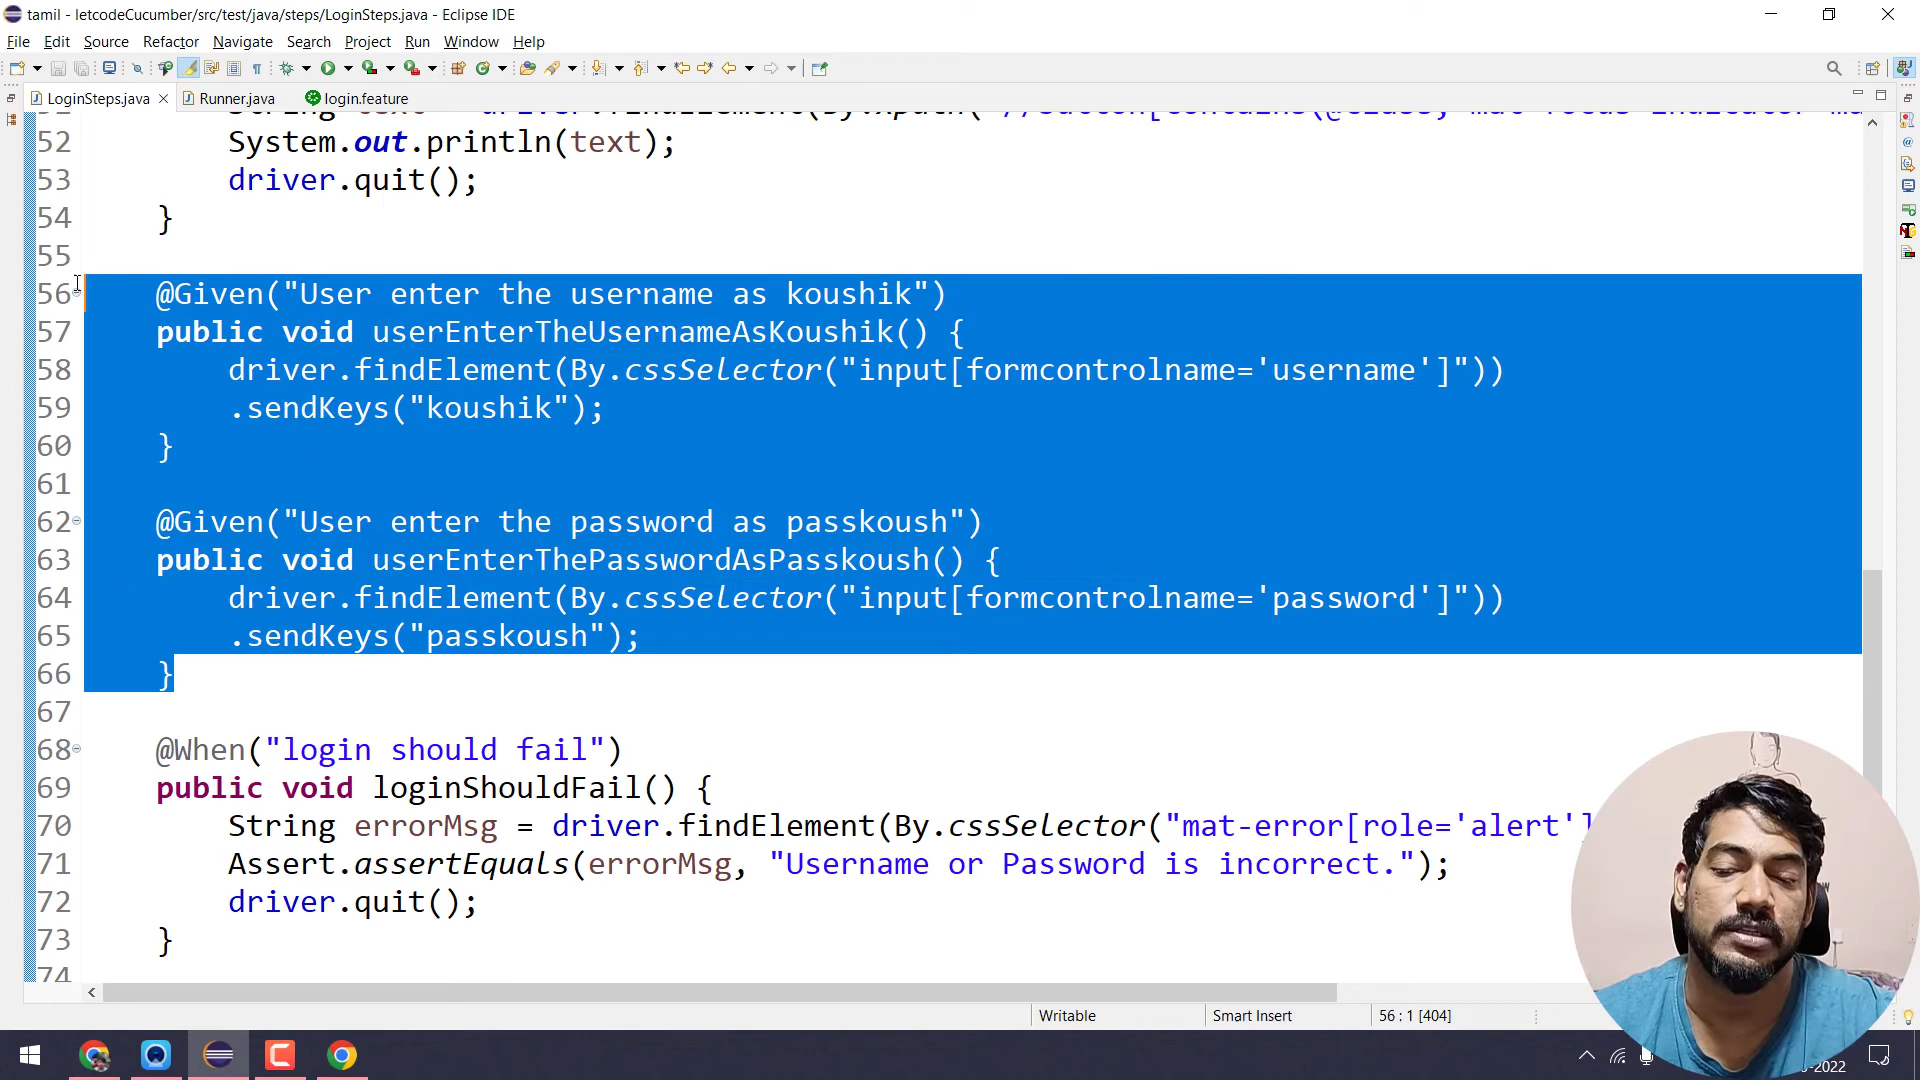 tamil - letcodeCucumber/src/test/java/steps/LoginSteps.java - Eclipse IDE
File Edit Source Refactor Navigate Search Project Run Window Help
LoginSteps.java Runner.java login.feature
52 System.out.println(text);
53 driver.quit();
54 }
55
56 @Given("User enter the username as koushik")
57 public void userEnterTheUsernameAsKoushik() {
58 driver.findElement(By.cssSelector("input[formcontrolname='username']"))
59 .sendKeys("koushik");
60 }
61
62 @Given("User enter the password as passkoush")
63 public void userEnterThePasswordAsPasskoush() {
64 driver.findElement(By.cssSelector("input[formcontrolname='password']"))
65 .sendKeys("passkoush");
66 }
67
68 @When("login should fail")
69 public void loginShouldFail() {
70 String errorMsg = driver.findElement(By.cssSelector("mat-error[role='alert']
71 Assert.assertEquals(errorMsg, "Username or Password is incorrect.");
72 driver.quit();
73 }
74
Writable Smart Insert 56 : 1 [404]
-2022